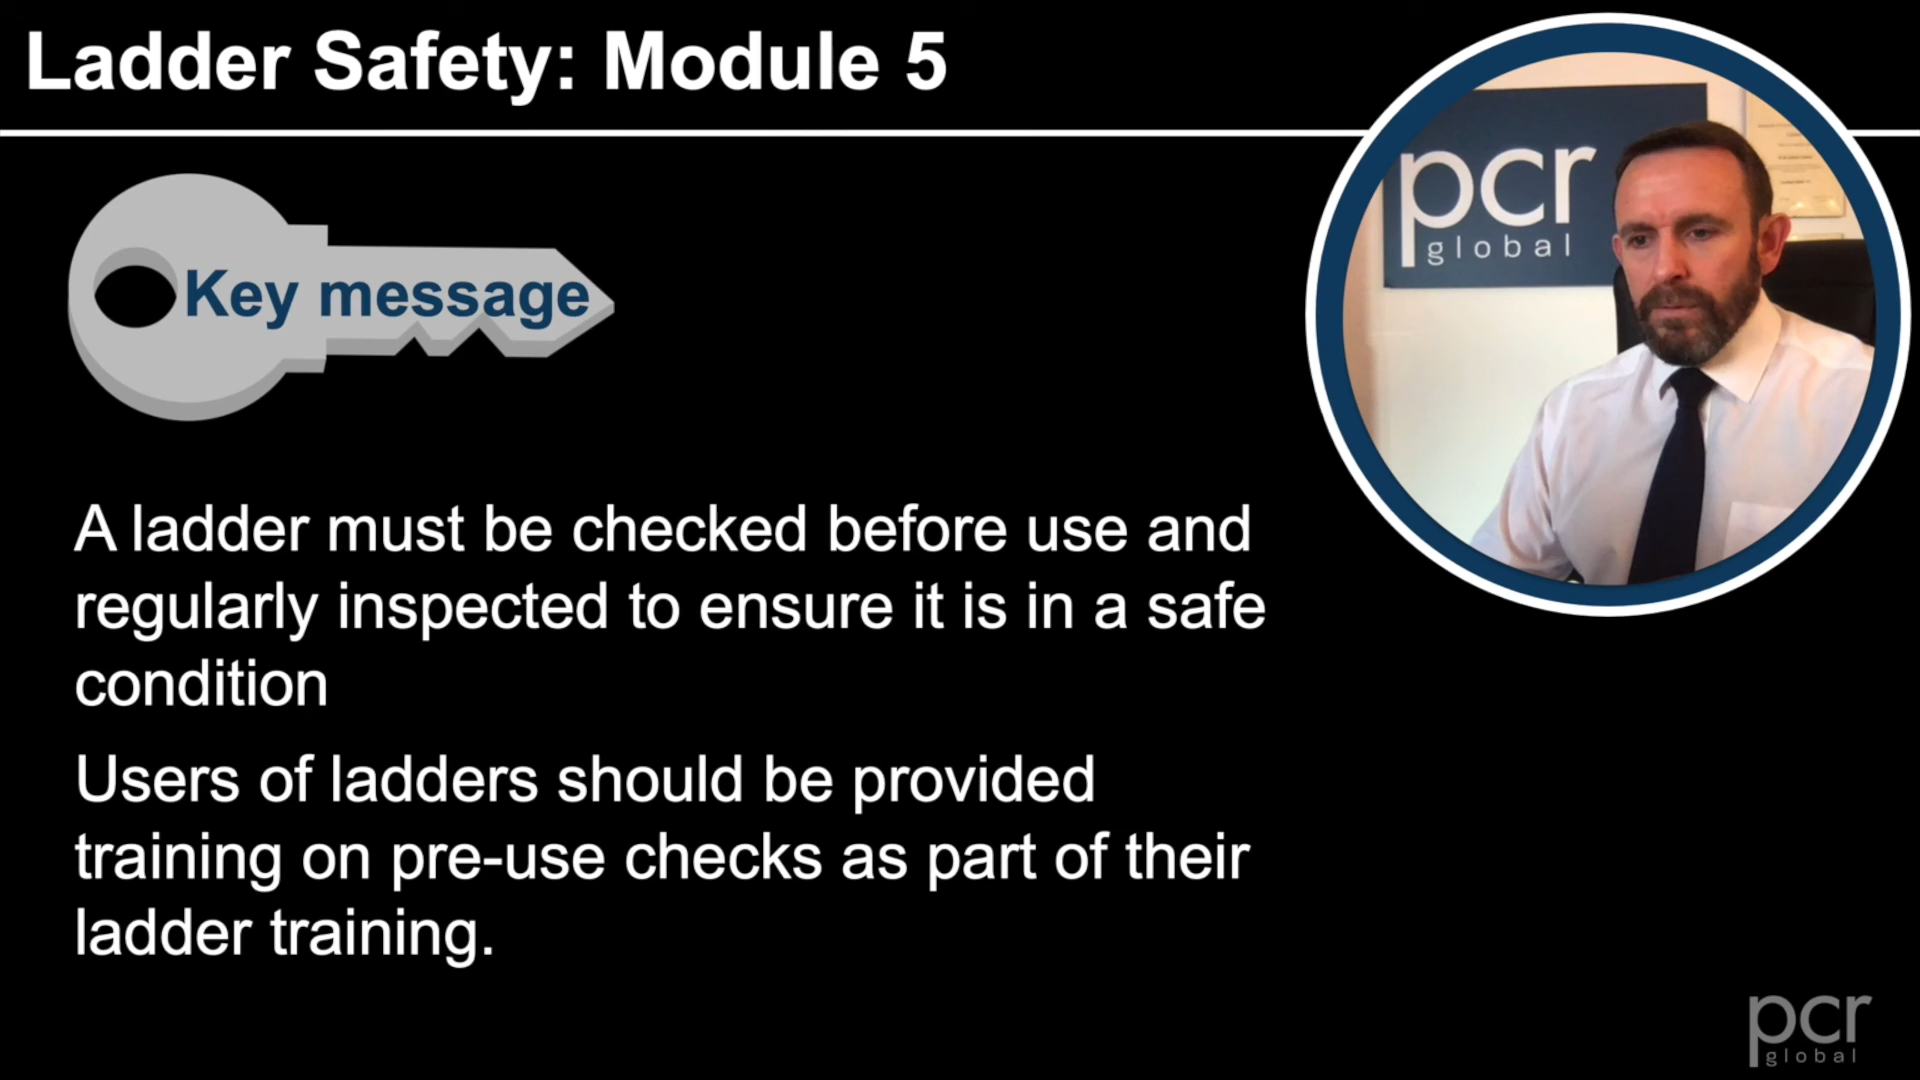 Ladder Safety: Module 5
pcr
global
Key message
A ladder must be checked before use and
regularly inspected to ensure it is in a safe
condition
Users of ladders should be provided
training on pre-use checks as part of their
ladder training.
pcr
global